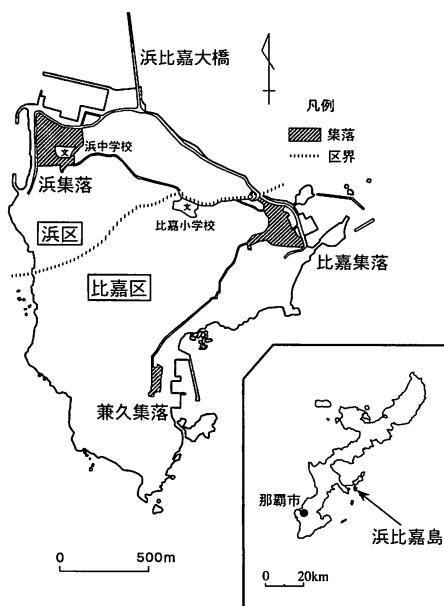 浜比嘉大橋
凡例
集落
区界
浜中学校
文
浜集落
文
比嘉小学校
浜区
比嘉集落
比嘉区
兼久集落
那覇市
浜比嘉島
0 500m
0 20km